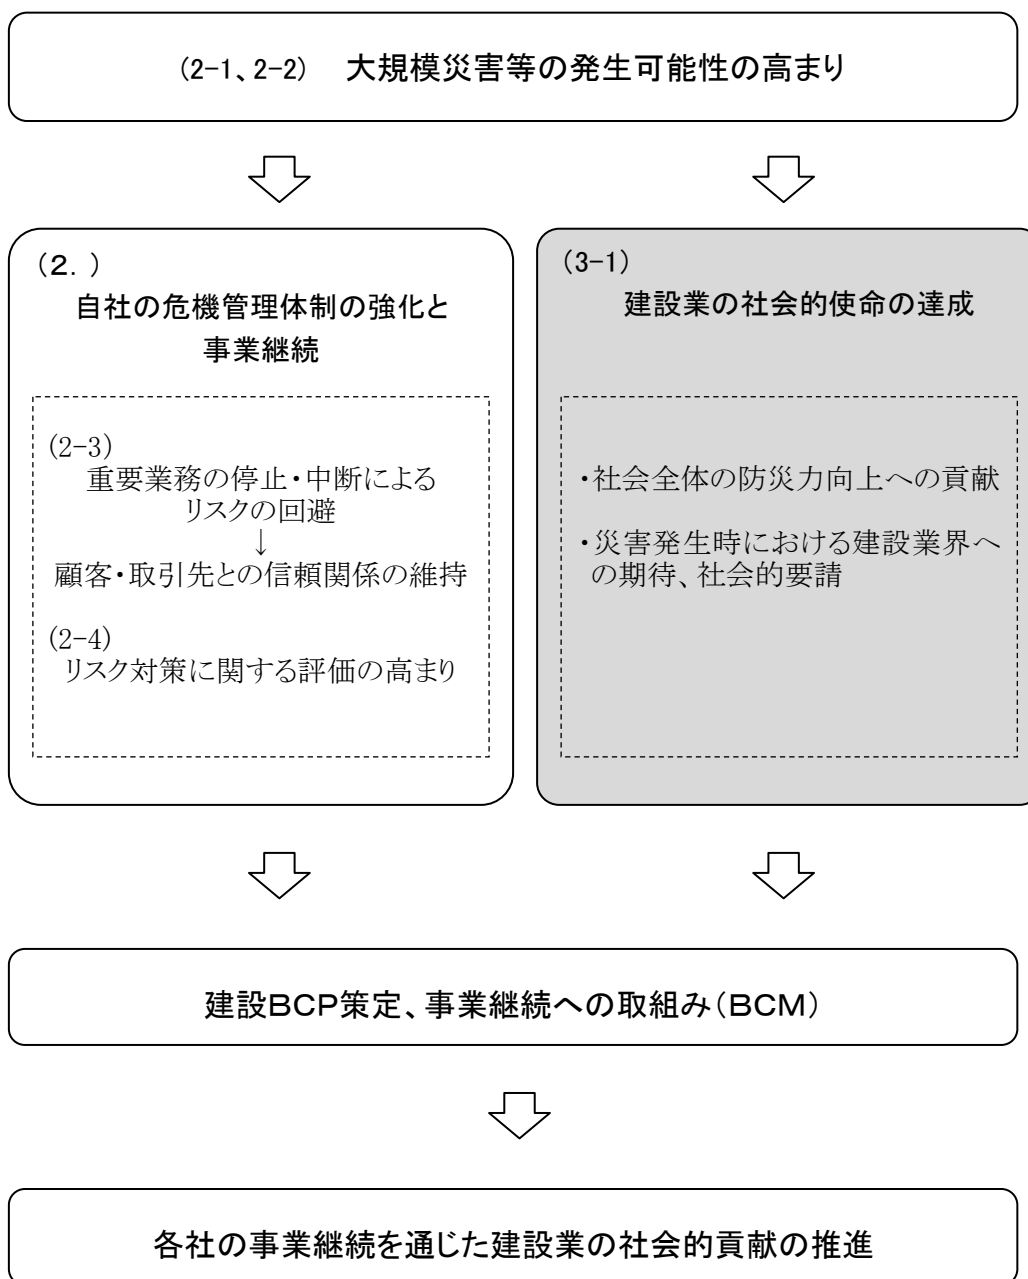 (2-1、2-2)　大規模災害等の発生可能性の高まり
(2．)
自社の危機管理体制の強化と
事業継続
(2-3)
重要業務の停止・中断による
リスクの回避
↓
顧客・取引先との信頼関係の維持
(2-4)
リスク対策に関する評価の高まり
(3-1)
建設業の社会的使命の達成
・社会全体の防災力向上への貢献
・災害発生時における建設業界へ
の期待、社会的要請
建設BCP策定、事業継続への取組み(BCM)
各社の事業継続を通じた建設業の社会的貢献の推進